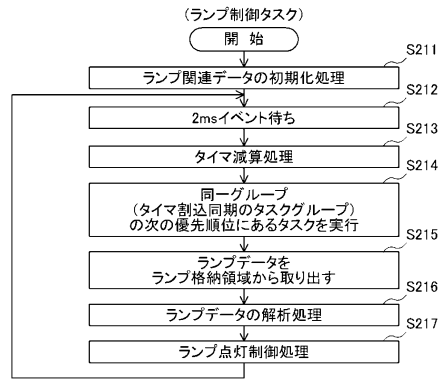 (ランプ制御タスク)
開 始
S211
ランプ関連データの初期化処理
S212
2msイベント待ち
S213
タイマ減算処理
S214
同一グループ
(タイマ割込同期のタスクグループ)
の次の優先順位にあるタスクを実行
S215
ランプデータを
ランプ格納領域から取り出す
S216
ランプデータの解析処理
S217
ランプ点灯制御処理